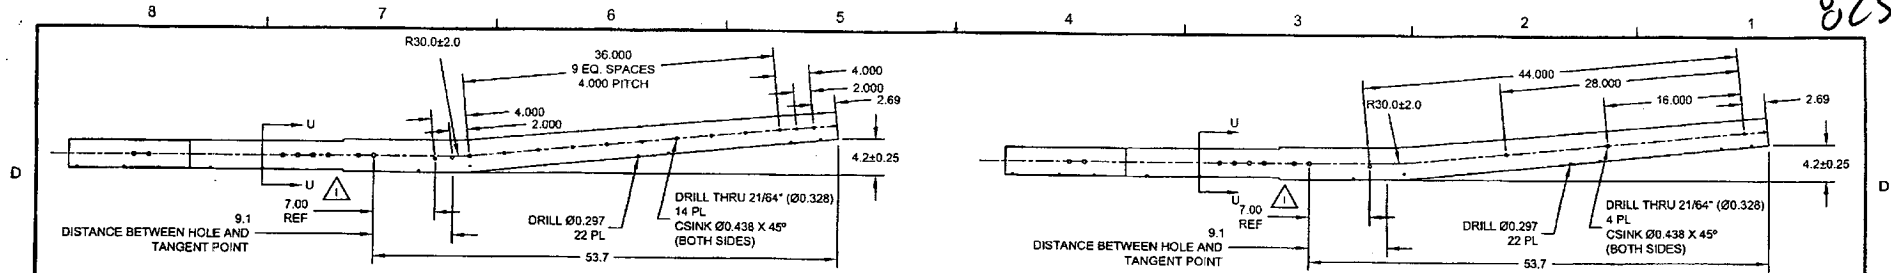 8 7 6 5 4 3 2 1
D
R30.0±2.0
36.000
9 EQ. SPACES
4.000 PITCH
4.000
2.000
2.69
4.000
2.000
U
U
4.2±0.25
1
7.00
REF
9.1
DISTANCE BETWEEN HOLE AND
TANGENT POINT
DRILL Ø0.297
22 PL
DRILL THRU 21/64" (Ø0.328)
14 PL
CSINK Ø0.438 X 45°
(BOTH SIDES)
53.7
44.000
28.000
16.000
2.69
R30.0±2.0
U
U
4.2±0.25
1
7.00
REF
9.1
DISTANCE BETWEEN HOLE AND
TANGENT POINT
DRILL Ø0.297
22 PL
DRILL THRU 21/64" (Ø0.328)
4 PL
CSINK Ø0.438 X 45°
(BOTH SIDES)
53.7
D